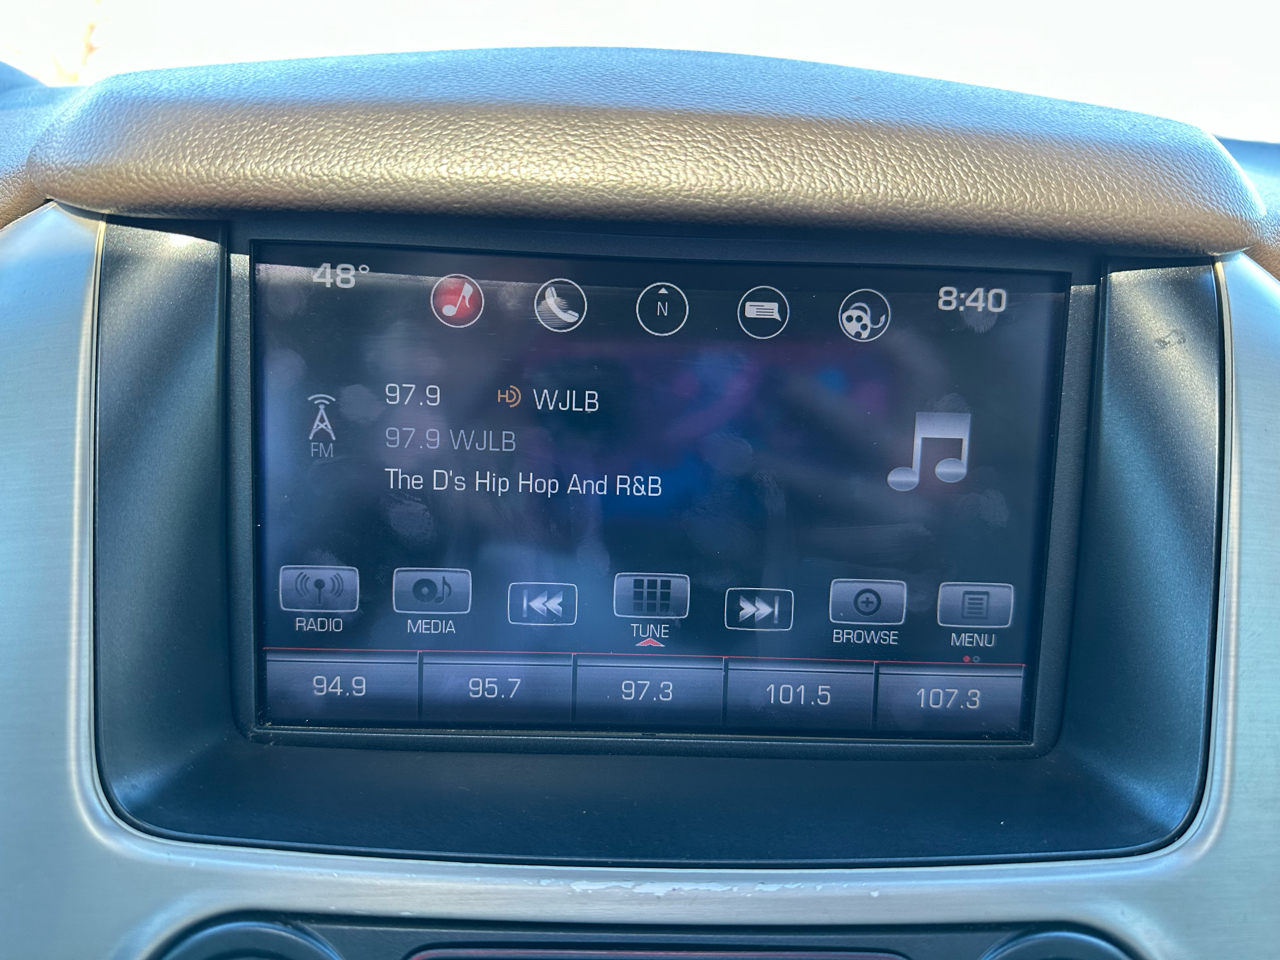 48° 8:40
N
97.9 HD WJLB
97.9 WJLB
FM
The D's Hip Hop And R&B
RADIO MEDIA TUNE BROWSE MENU
94.9 95.7 97.3 101.5 107.3